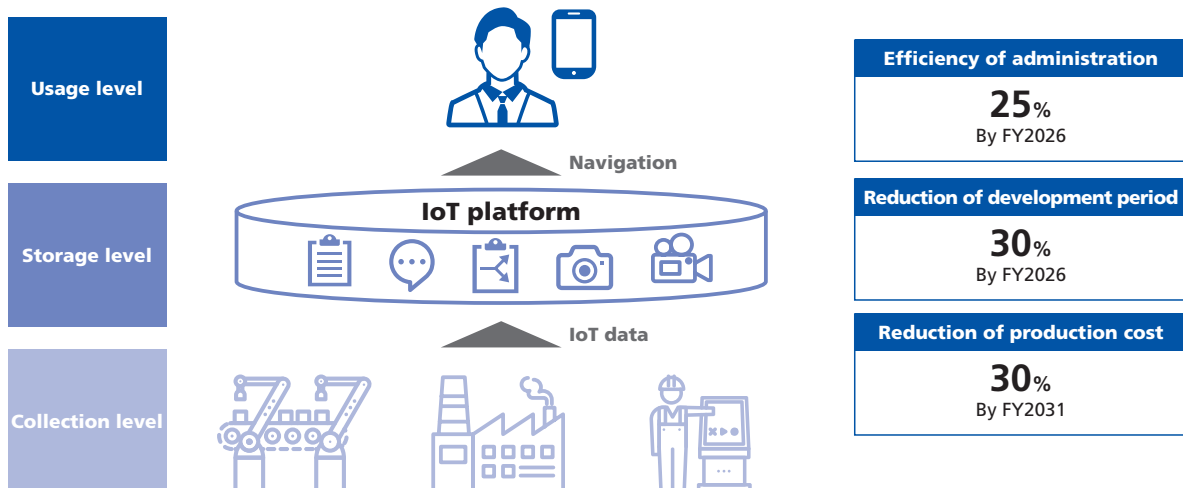 Usage level
Navigation
IoT platform
Storage level
IoT data
Collection level
Efficiency of administration
25%
By FY2026
Reduction of development period
30%
By FY2026
Reduction of production cost
30%
By FY2031